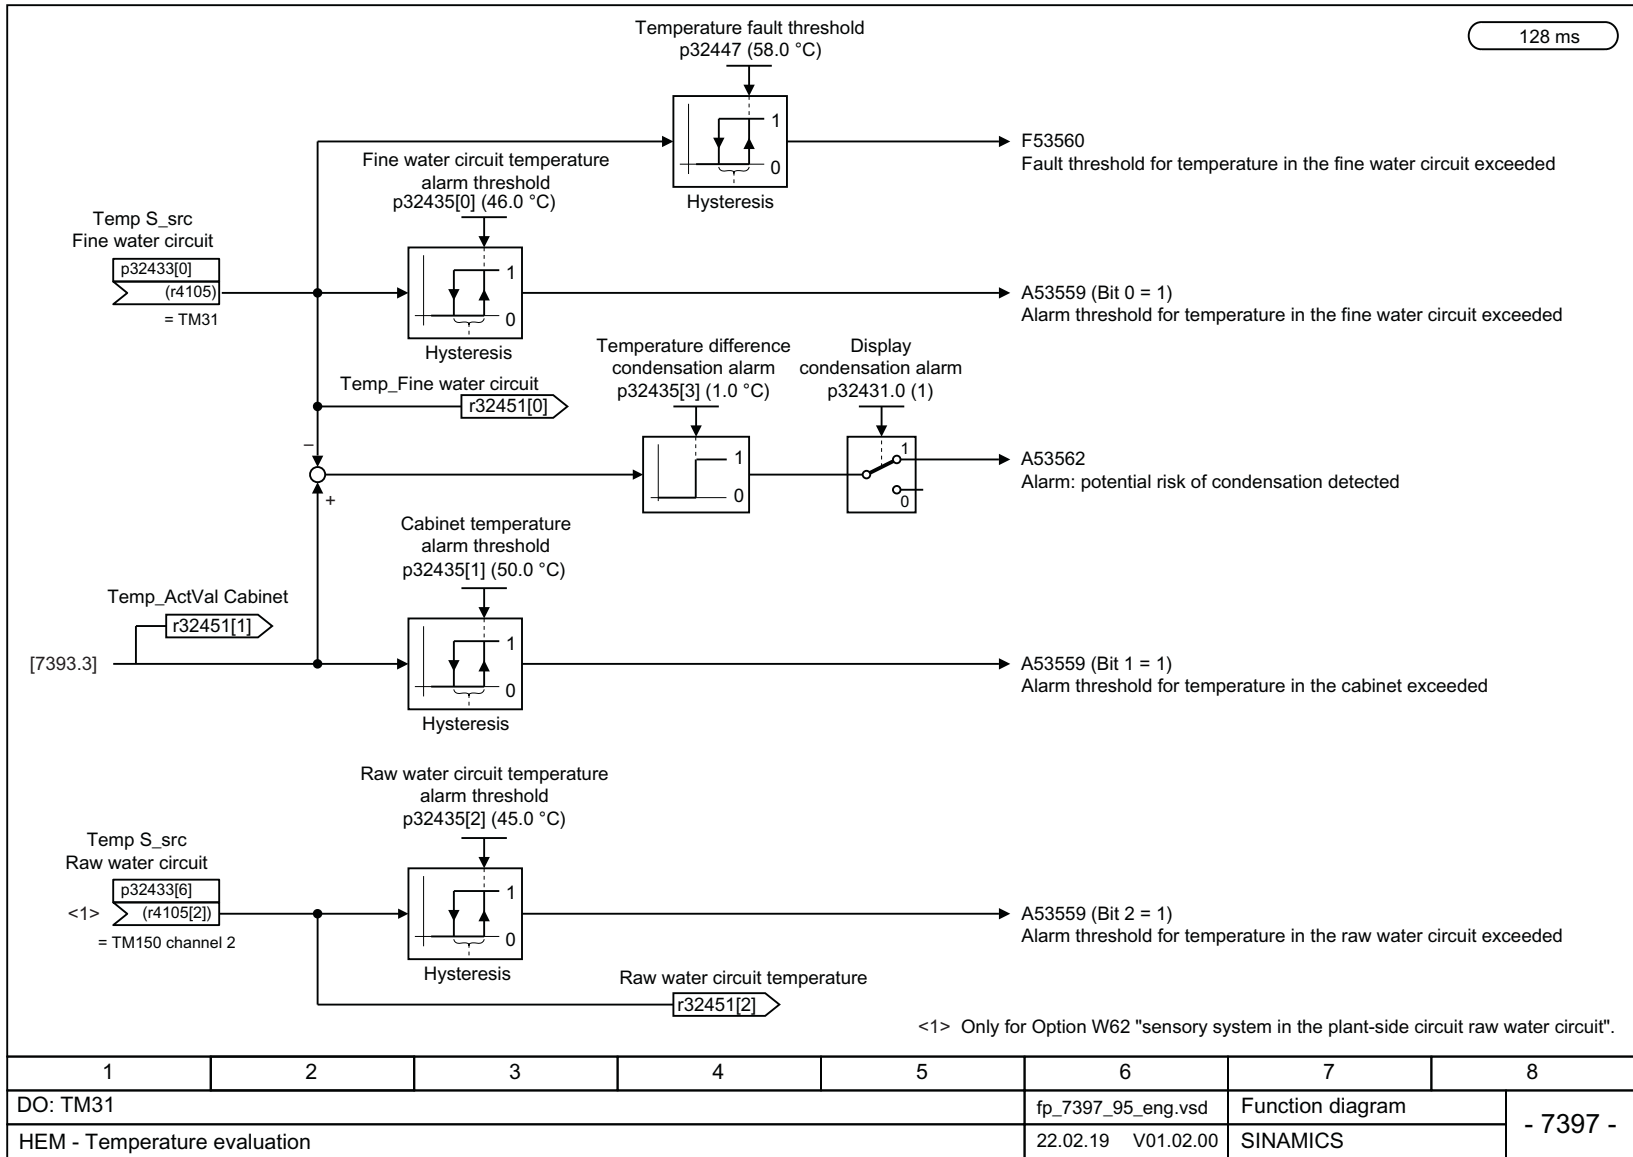 Temperature fault threshold
p32447 (58.0 °C)
128 ms
1
0
Hysteresis
F53560
Fault threshold for temperature in the fine water circuit exceeded
Fine water circuit temperature
alarm threshold
p32435[0] (46.0 °C)
Temp S_src
Fine water circuit
p32433[0]
(r4105)
= TM31
1
0
Hysteresis
A53559 (Bit 0 = 1)
Alarm threshold for temperature in the fine water circuit exceeded
Temp_Fine water circuit
r32451[0]
Temperature difference
condensation alarm
p32435[3] (1.0 °C)
Display
condensation alarm
p32431.0 (1)
–
+
1
0
1
0
A53562
Alarm: potential risk of condensation detected
Cabinet temperature
alarm threshold
p32435[1] (50.0 °C)
Temp_ActVal Cabinet
r32451[1]
[7393.3]
1
0
Hysteresis
A53559 (Bit 1 = 1)
Alarm threshold for temperature in the cabinet exceeded
Raw water circuit temperature
alarm threshold
p32435[2] (45.0 °C)
Temp S_src
Raw water circuit
p32433[6]
<1>
(r4105[2])
= TM150 channel 2
1
0
Hysteresis
A53559 (Bit 2 = 1)
Alarm threshold for temperature in the raw water circuit exceeded
Raw water circuit temperature
r32451[2]
<1> Only for Option W62 "sensory system in the plant-side circuit raw water circuit".
1 2 3 4 5 6 7 8
DO: TM31
fp_7397_95_eng.vsd
Function diagram
- 7397 -
HEM - Temperature evaluation
22.02.19 V01.02.00
SINAMICS